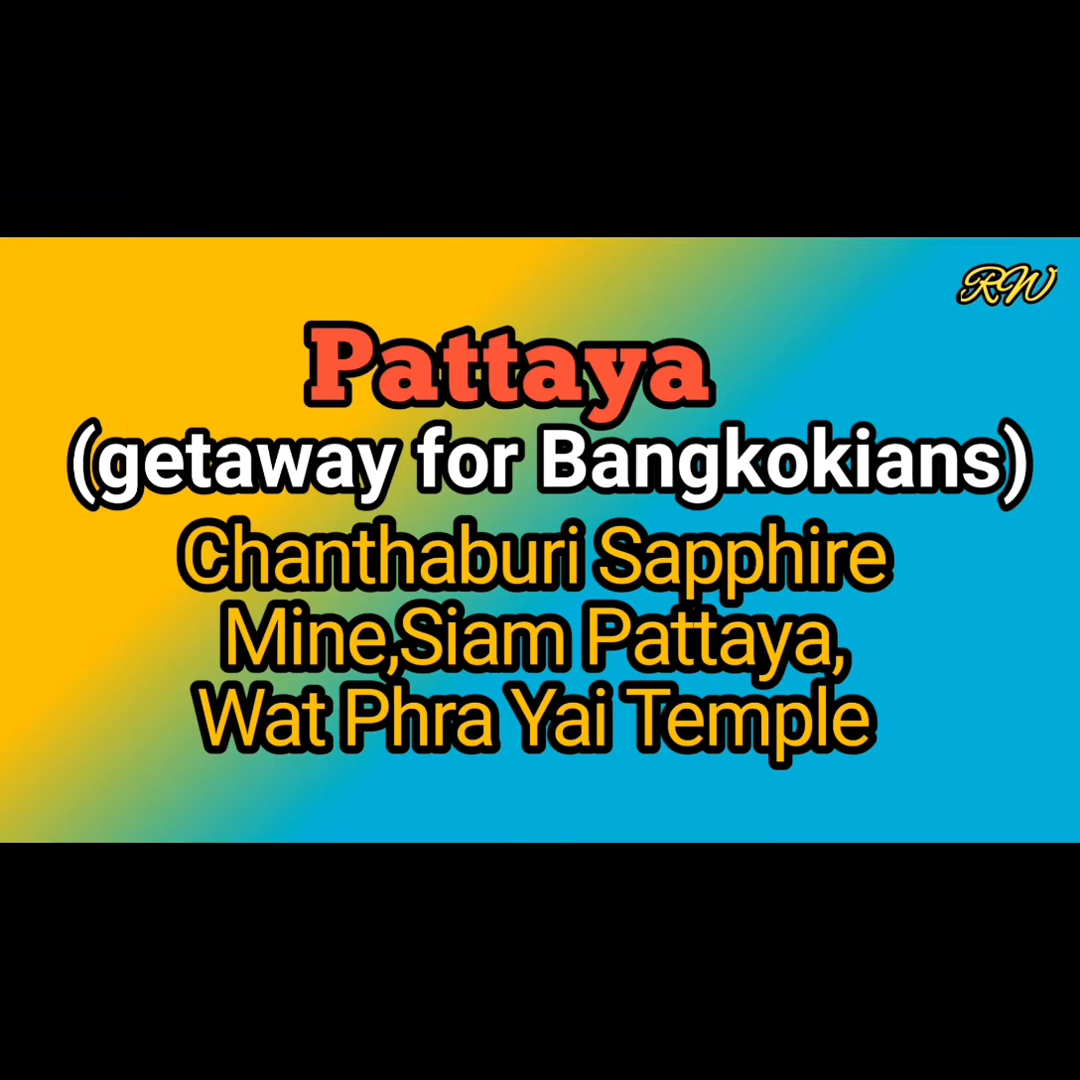 RW
Pattaya
(getaway for Bangkokians)
Chanthaburi Sapphire
Mine,Siam Pattaya,
Wat Phra Yai Temple